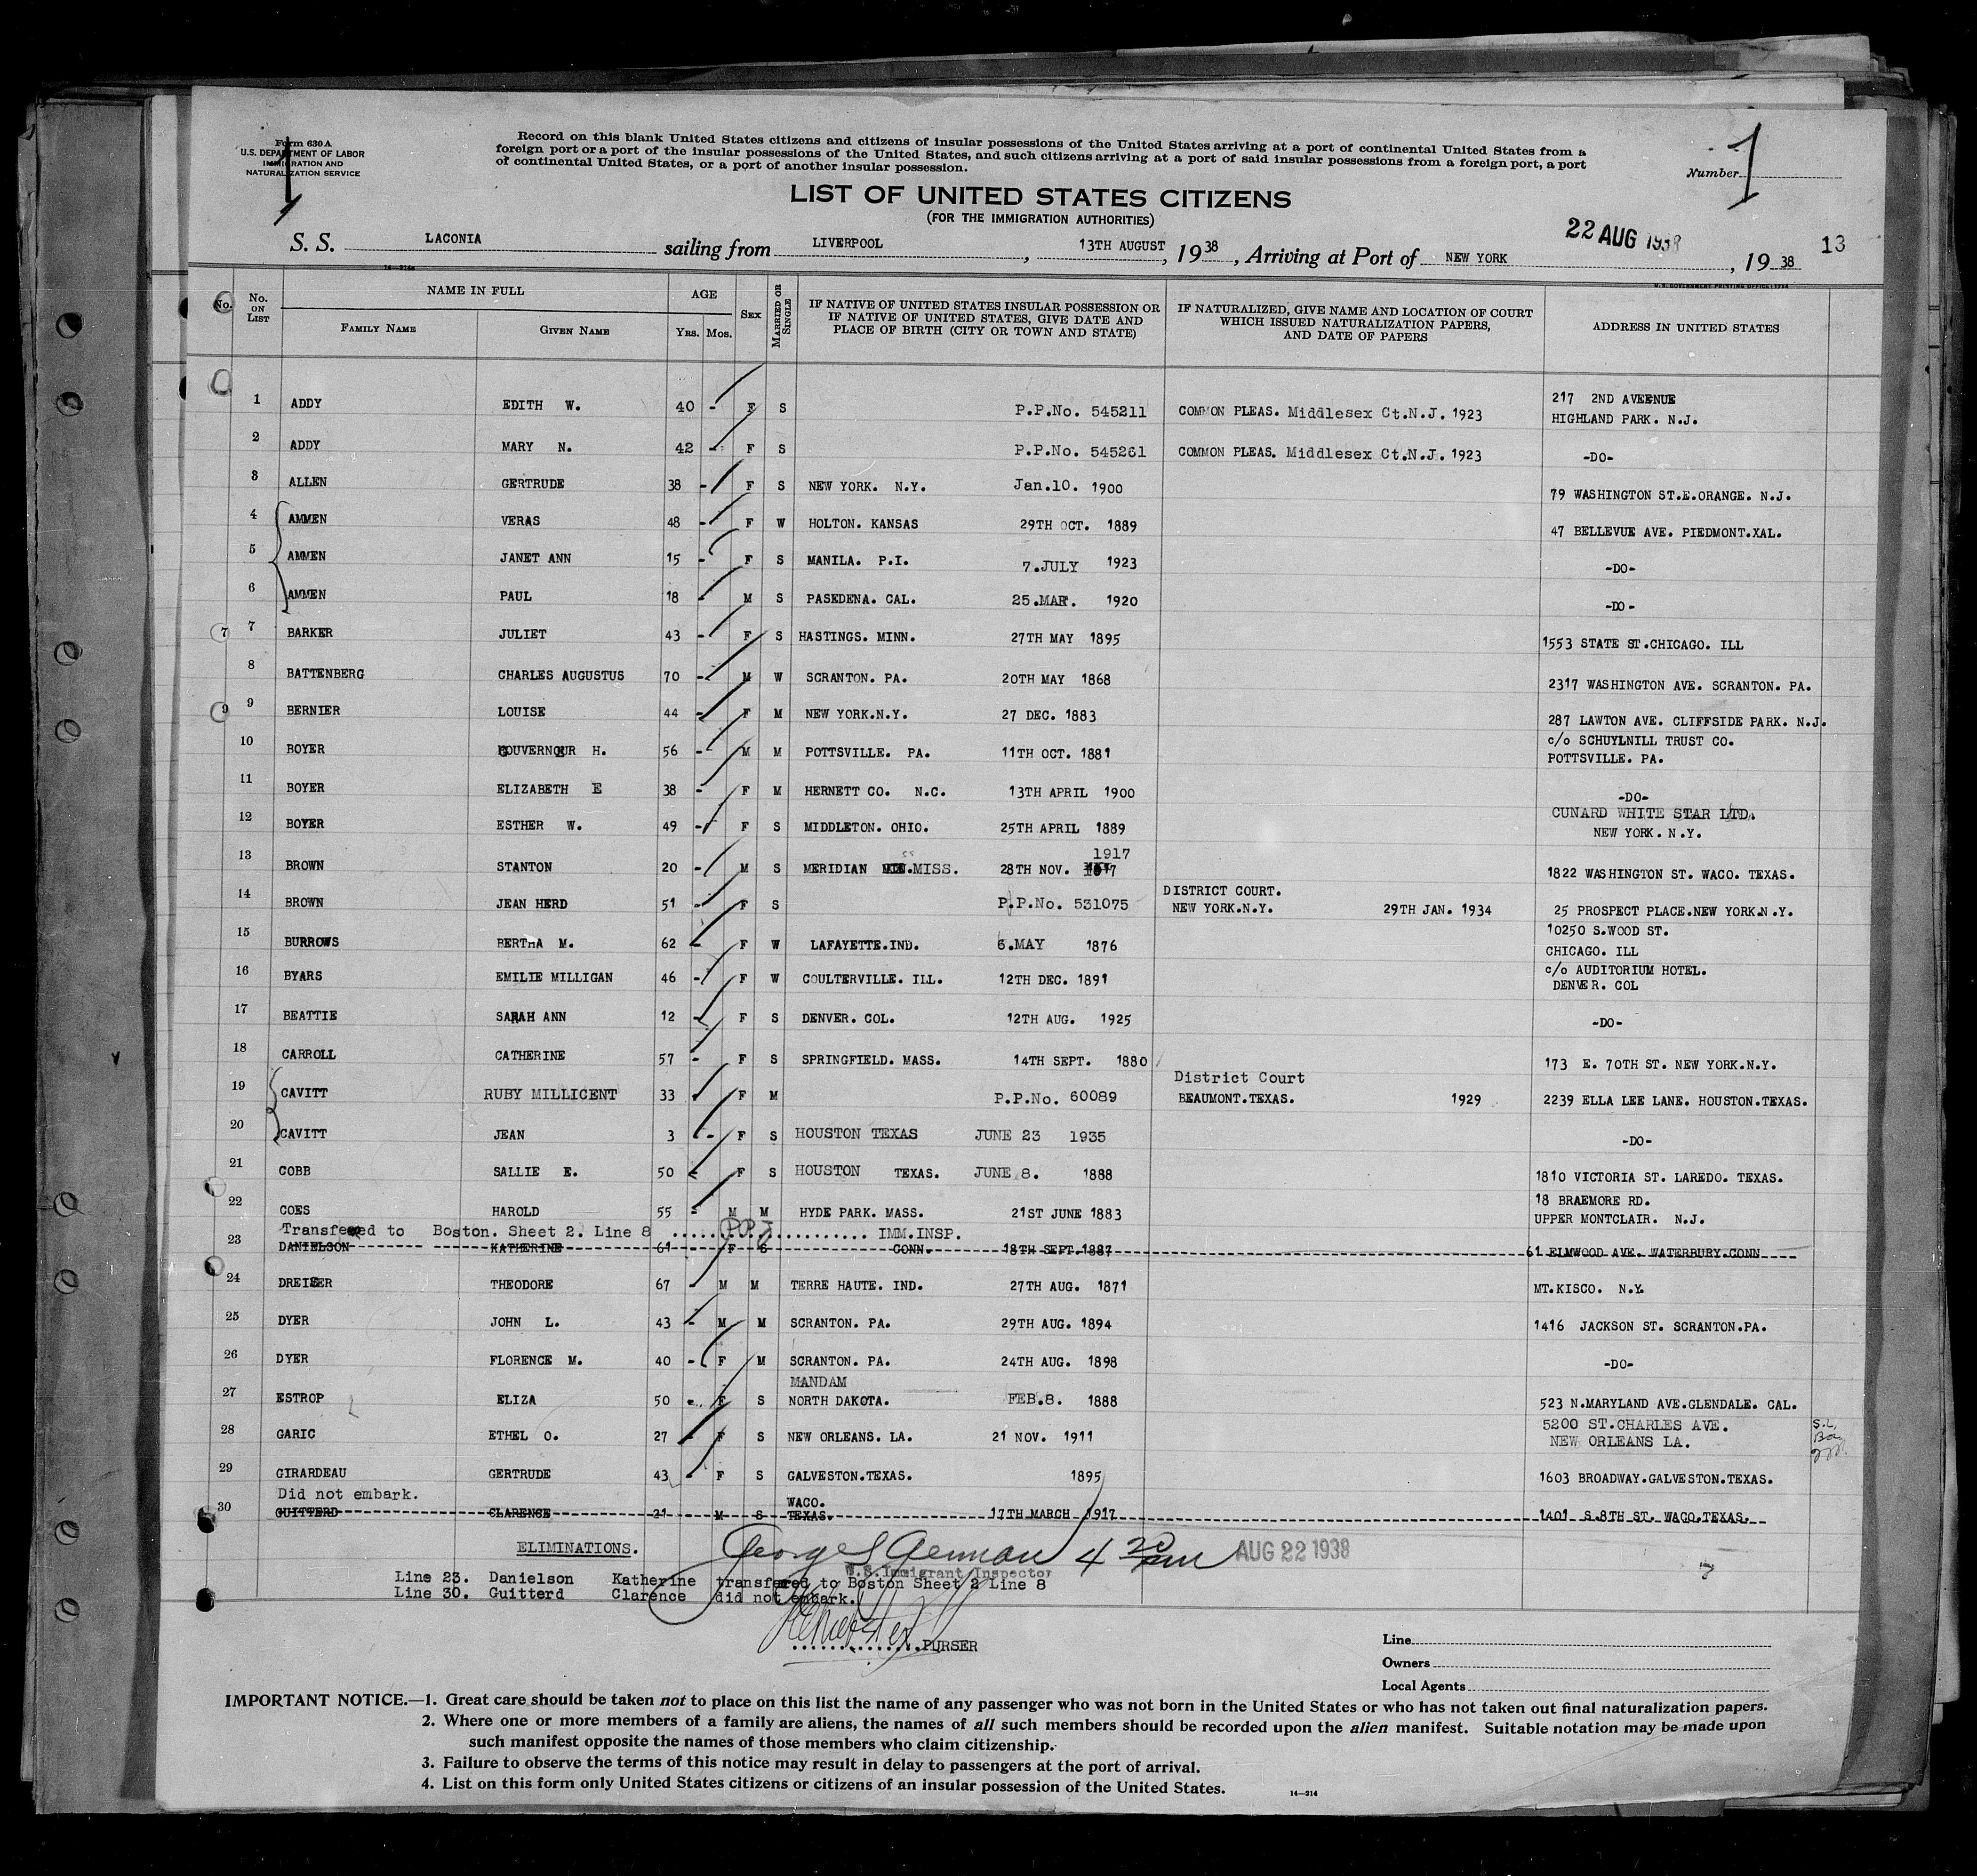 Form 630 A
U.S. DEPARTMENT OF LABOR
IMMIGRATION AND
NATURALIZATION SERVICE
1
Record on this blank United States citizens and citizens of insular possessions of the United States arriving at a port of continental United States from a
foreign port or a port of the insular possessions of the United States, and such citizens arriving at a port of said insular possessions from a foreign port, a port
of continental United States, or a port of another insular possession.
Number 1
LIST OF UNITED STATES CITIZENS
(FOR THE IMMIGRATION AUTHORITIES)
22 AUG 1938
13
S. S. LACONIA sailing from LIVERPOOL, 13TH AUGUST, 1938, Arriving at Port of NEW YORK, 1938
14—214
No. No. ON LIST NAME IN FULL FAMILY NAME GIVEN NAME AGE Yrs. Mos. SEX MARRIED OR SINGLE IF NATIVE OF UNITED STATES INSULAR POSSESSION OR IF NATIVE OF UNITED STATES, GIVE DATE AND PLACE OF BIRTH (CITY OR TOWN AND STATE) IF NATURALIZED, GIVE NAME AND LOCATION OF COURT WHICH ISSUED NATURALIZATION PAPERS, AND DATE OF PAPERS ADDRESS IN UNITED STATES
1 ADDY EDITH W. 40 - F S P.P.No. 545211 COMMON PLEAS. Middlesex Ct.N.J. 1923 217 2ND AVEENUE
HIGHLAND PARK. N.J.
2 ADDY MARY N. 42 - F S P.P.No. 545261 COMMON PLEAS. Middlesex Ct.N.J. 1923 -DO-
3 ALLEN GERTRUDE 38 - F S NEW YORK. N.Y. Jan.10. 1900 79 WASHINGTON ST.E.ORANGE. N.J.
4 AMMEN VERAS 48 - F W HOLTON. KANSAS 29TH OCT. 1889 47 BELLEVUE AVE. PIEDMONT.XAL.
5 AMMEN JANET ANN 15 - F S MANILA. P.I. 7.JULY 1923 -DO-
6 AMMEN PAUL 18 M S PASEDENA. CAL. 25.MAR. 1920 -DO-
7 7 BARKER JULIET 43 - F S HASTINGS. MINN. 27TH MAY 1895 1553 STATE ST.CHICAGO. ILL
8 BATTENBERG CHARLES AUGUSTUS 70 - M W SCRANTON. PA. 20TH MAY 1868 2317 WASHINGTON AVE. SCRANTON. PA.
9 9 BERNIER LOUISE 44 - F M NEW YORK.N.Y. 27 DEC. 1883 287 LAWTON AVE. CLIFFSIDE PARK. N.J.
10 BOYER GOUVERNEUR H. 56 - M M POTTSVILLE. PA. 11TH OCT. 1881 c/o SCHUYLNILL TRUST CO.
POTTSVILLE. PA.
11 BOYER ELIZABETH E 38 - F M HERNETT CO. N.C. 13TH APRIL 1900 -DO-
12 BOYER ESTHER W. 49 - F S MIDDLETON. OHIO. 25TH APRIL 1889 CUNARD WHITE STAR LTD.
NEW YORK. N.Y.
13 BROWN STANTON 20 - M S MERIDIAN MISS. 28TH NOV. 1917 1822 WASHINGTON ST. WACO. TEXAS.
14 BROWN JEAN HERD 51 - F S P.P.No. 531075 DISTRICT COURT.
NEW YORK.N.Y. 29TH JAN. 1934 25 PROSPECT PLACE.NEW YORK.N.Y.
15 BURROWS BERTHA M. 62 - F W LAFAYETTE.IND. 6.MAY 1876 10250 S.WOOD ST.
CHICAGO. ILL
16 BYARS EMILIE MILLIGAN 46 - F W COULTERVILLE. ILL. 12TH DEC. 1891 c/o AUDITORIUM HOTEL.
DENVER. COL
17 BEATTIE SARAH ANN 12 - F S DENVER. COL. 12TH AUG. 1925 -DO-
18 CARROLL CATHERINE 57 - F S SPRINGFIELD. MASS. 14TH SEPT. 1880 173 E. 70TH ST. NEW YORK.N.Y.
19 CAVITT RUBY MILLICENT 33 F M P.P.No. 60089 District Court
BEAUMONT.TEXAS. 1929 2239 ELLA LEE LANE. HOUSTON.TEXAS.
20 CAVITT JEAN 3 - F S HOUSTON TEXAS JUNE 23 1935 -DO-
21 COBB SALLIE E. 50 F S HOUSTON TEXAS. JUNE 8. 1888 1810 VICTORIA ST. LAREDO. TEXAS.
22 COES HAROLD 55 - M M HYDE PARK. MASS. 21ST JUNE 1883 18 BRAEMORE RD.
UPPER MONTCLAIR. N.J.
Transfered to Boston. Sheet 2. Line 8 IMM.INSP.
23 DANIELSON KATHERINE 61 - F S CONN. 18TH SEPT.1887 61 ELMWOOD AVE. WATERBURY.CONN
24 DREISER THEODORE 67 M M TERRE HAUTE. IND. 27TH AUG. 1871 MT.KISCO. N.Y.
25 DYER JOHN L. 43 - M M SCRANTON. PA. 29TH AUG. 1894 1416 JACKSON ST. SCRANTON.PA.
26 DYER FLORENCE M. 40 - F M SCRANTON. PA. 24TH AUG. 1898 -DO-
27 ESTROP ELIZA 50 - F S MANDAM
NORTH DAKOTA. FEB.8. 1888 523 N.MARYLAND AVE.GLENDALE. CAL.
28 GARIC ETHEL O. 27 - F S NEW ORLEANS. LA. 21 NOV. 1911 5200 ST.CHARLES AVE.
NEW ORLEANS LA.
29 GIRARDEAU GERTRUDE 43 - F S GALVESTON.TEXAS. 1895 1603 BROADWAY.GALVESTON.TEXAS.
Did not embark.
30 GUITTERD CLARENCE 21 - M S WACO.
TEXAS. 17TH MARCH 1917 1401 S.8TH ST. WACO.TEXAS.
ELIMINATIONS.
4 20 pm AUG 22 1938
U.S. Immigrant Inspector
Line 23. Danielson Katherine transfered to Boston Sheet 2 Line 8
Line 30. Guitterd Clarence did not embark.
PURSER
Line
Owners
Local Agents
IMPORTANT NOTICE.—1. Great care should be taken not to place on this list the name of any passenger who was not born in the United States or who has not taken out final naturalization papers.
2. Where one or more members of a family are aliens, the names of all such members should be recorded upon the alien manifest. Suitable notation may be made upon
such manifest opposite the names of those members who claim citizenship.
3. Failure to observe the terms of this notice may result in delay to passengers at the port of arrival.
4. List on this form only United States citizens or citizens of an insular possession of the United States.
14—214